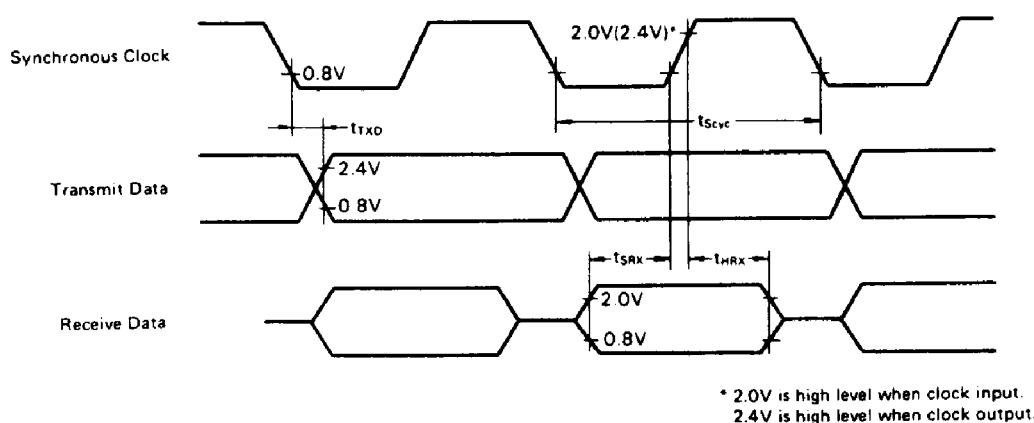 Synchronous Clock
0.8V
2.0V(2.4V)*
tScyc
tTXD
Transmit Data
2.4V
0.8V
tSRX
tHRX
Receive Data
2.0V
0.8V
* 2.0V is high level when clock input.
2.4V is high level when clock output.